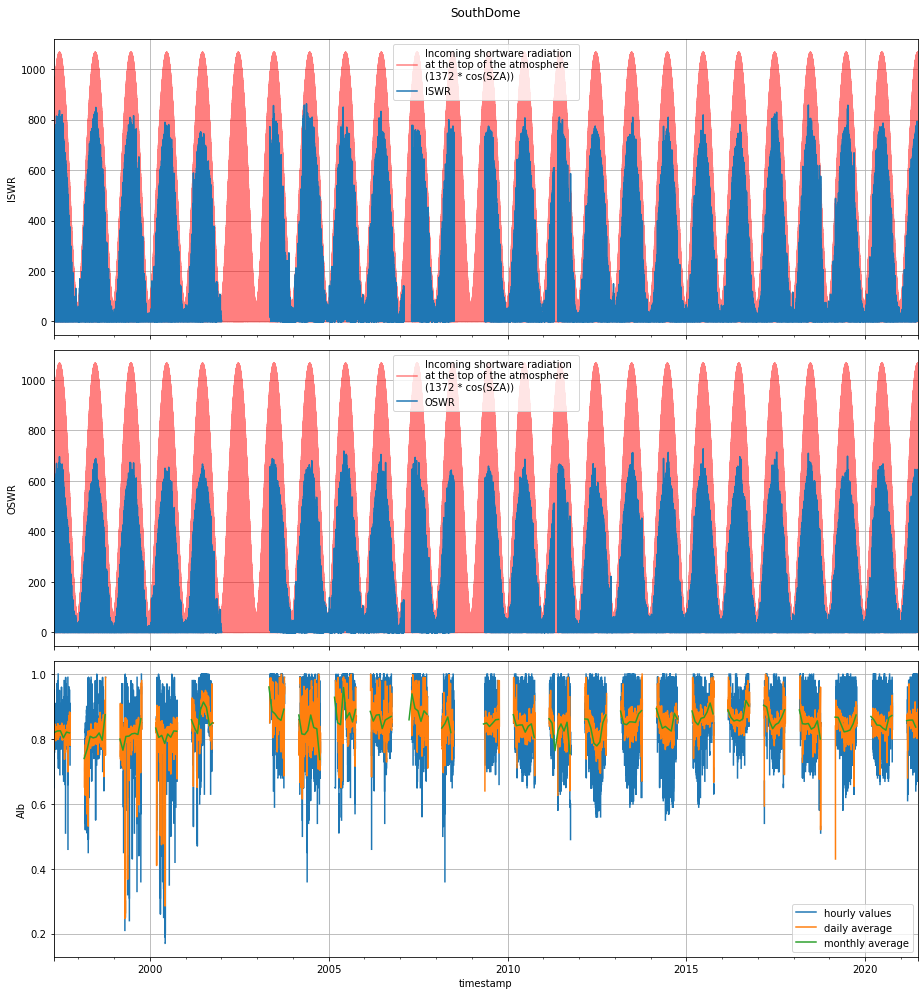 SouthDome
1000
800
600
400
200
0
ISWR
Incoming shortware radiation
at the top of the atmosphere
(1372 * cos(SZA))
ISWR
1000
800
600
400
200
0
OSWR
Incoming shortware radiation
at the top of the atmosphere
(1372 * cos(SZA))
OSWR
1.0
0.8
0.6
0.4
0.2
Alb
hourly values
daily average
monthly average
2000
2005
2010
2015
2020
timestamp